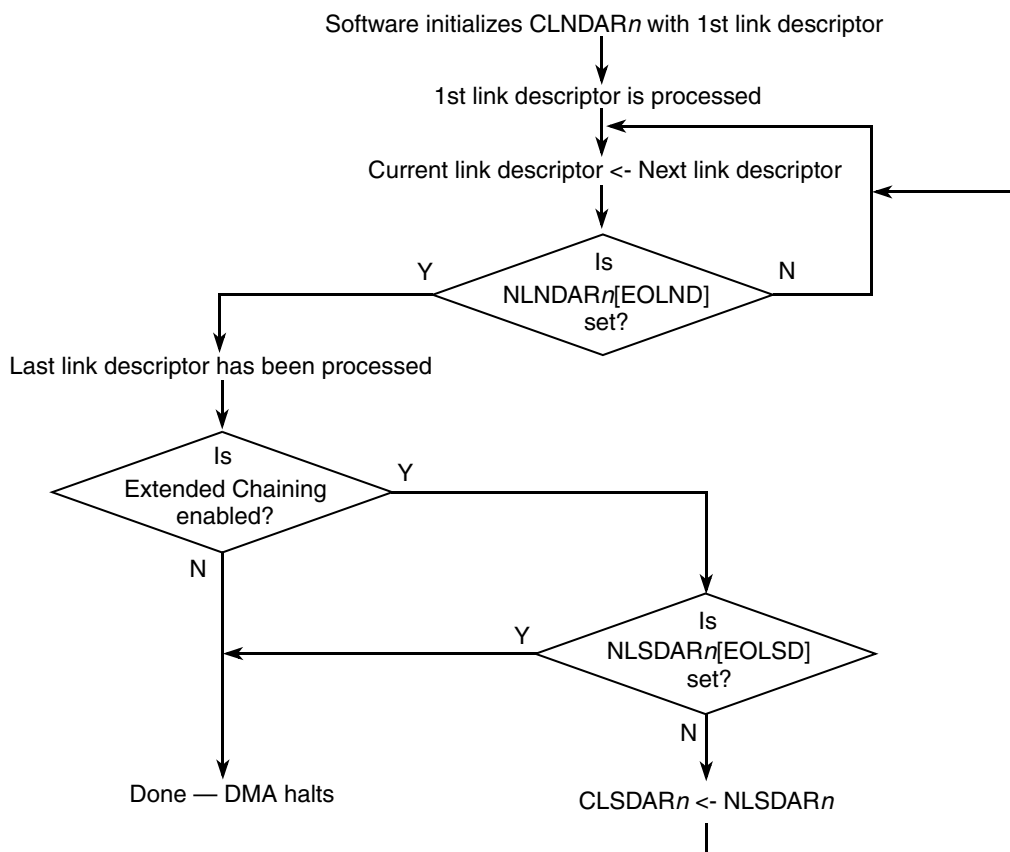 Software initializes CLNDARn with 1st link descriptor
1st link descriptor is processed
Current link descriptor <- Next link descriptor
Y
Is
N
NLNDARn[EOLND]
set?
Last link descriptor has been processed
Is
Y
Extended Chaining
enabled?
N
Is
Y
NLSDARn[EOLSD]
set?
N
Done — DMA halts
CLSDARn <- NLSDARn